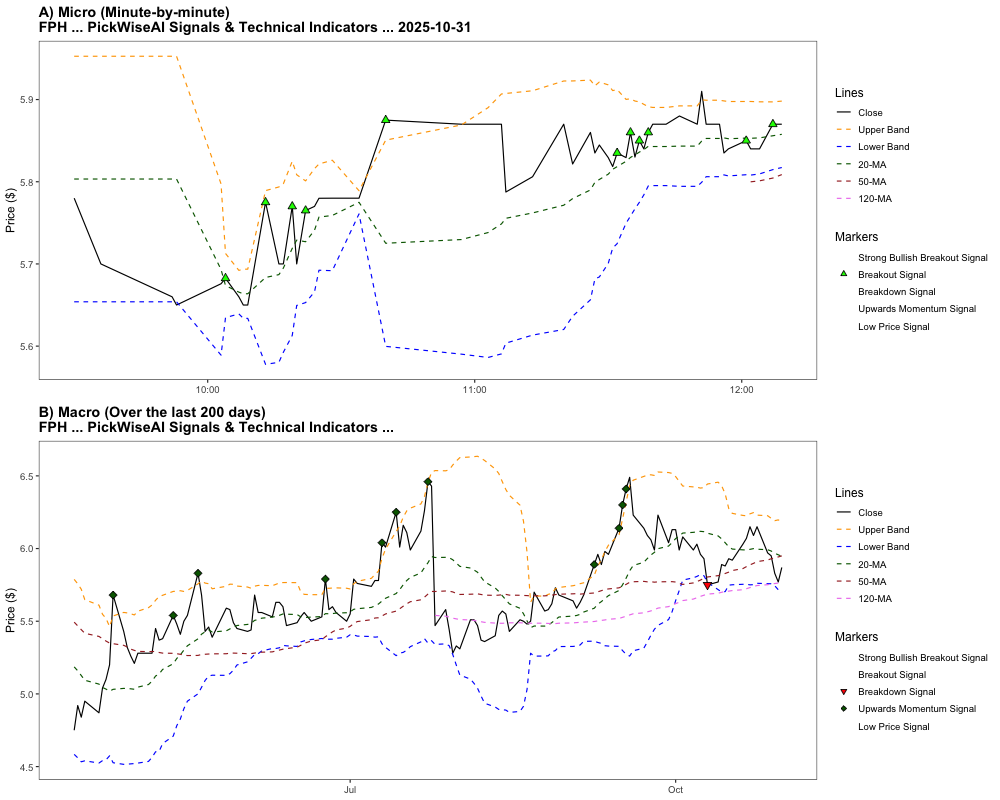 A) Micro (Minute-by-minute)
FPH ... PickWiseAI Signals & Technical Indicators ... 2025-10-31
Price ($)
5.9
5.8
5.7
5.6
10:00
11:00
12:00
Lines
Close
Upper Band
Lower Band
20-MA
50-MA
120-MA
Markers
Strong Bullish Breakout Signal
Breakout Signal
Breakdown Signal
Upwards Momentum Signal
Low Price Signal
B) Macro (Over the last 200 days)
FPH ... PickWiseAI Signals & Technical Indicators ...
Price ($)
6.5
6.0
5.5
5.0
4.5
Jul
Oct
Lines
Close
Upper Band
Lower Band
20-MA
50-MA
120-MA
Markers
Strong Bullish Breakout Signal
Breakout Signal
Breakdown Signal
Upwards Momentum Signal
Low Price Signal